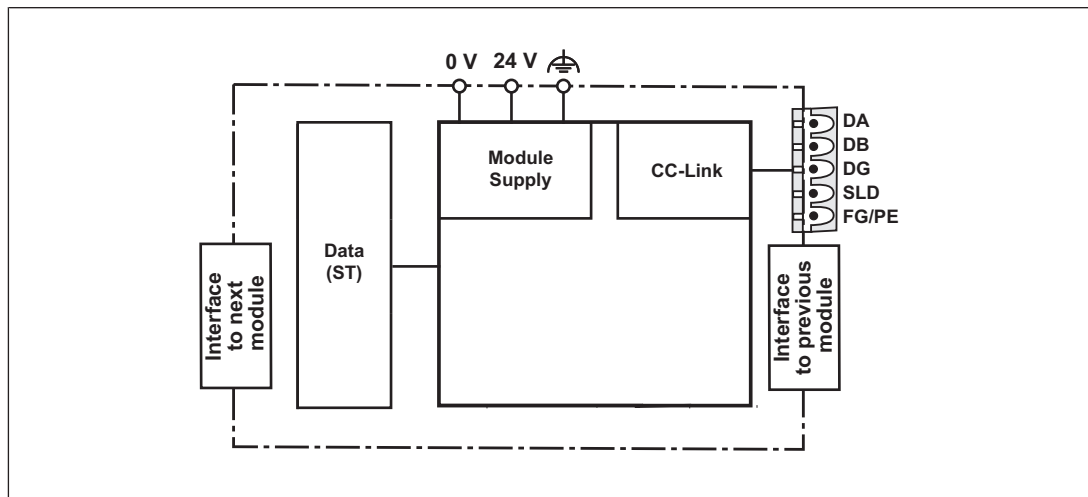 0 V
24 V
DA
DB
DG
SLD
FG/PE
Module
Supply
CC-Link
Data
(ST)
Interface
to next
module
Interface
to previous
module